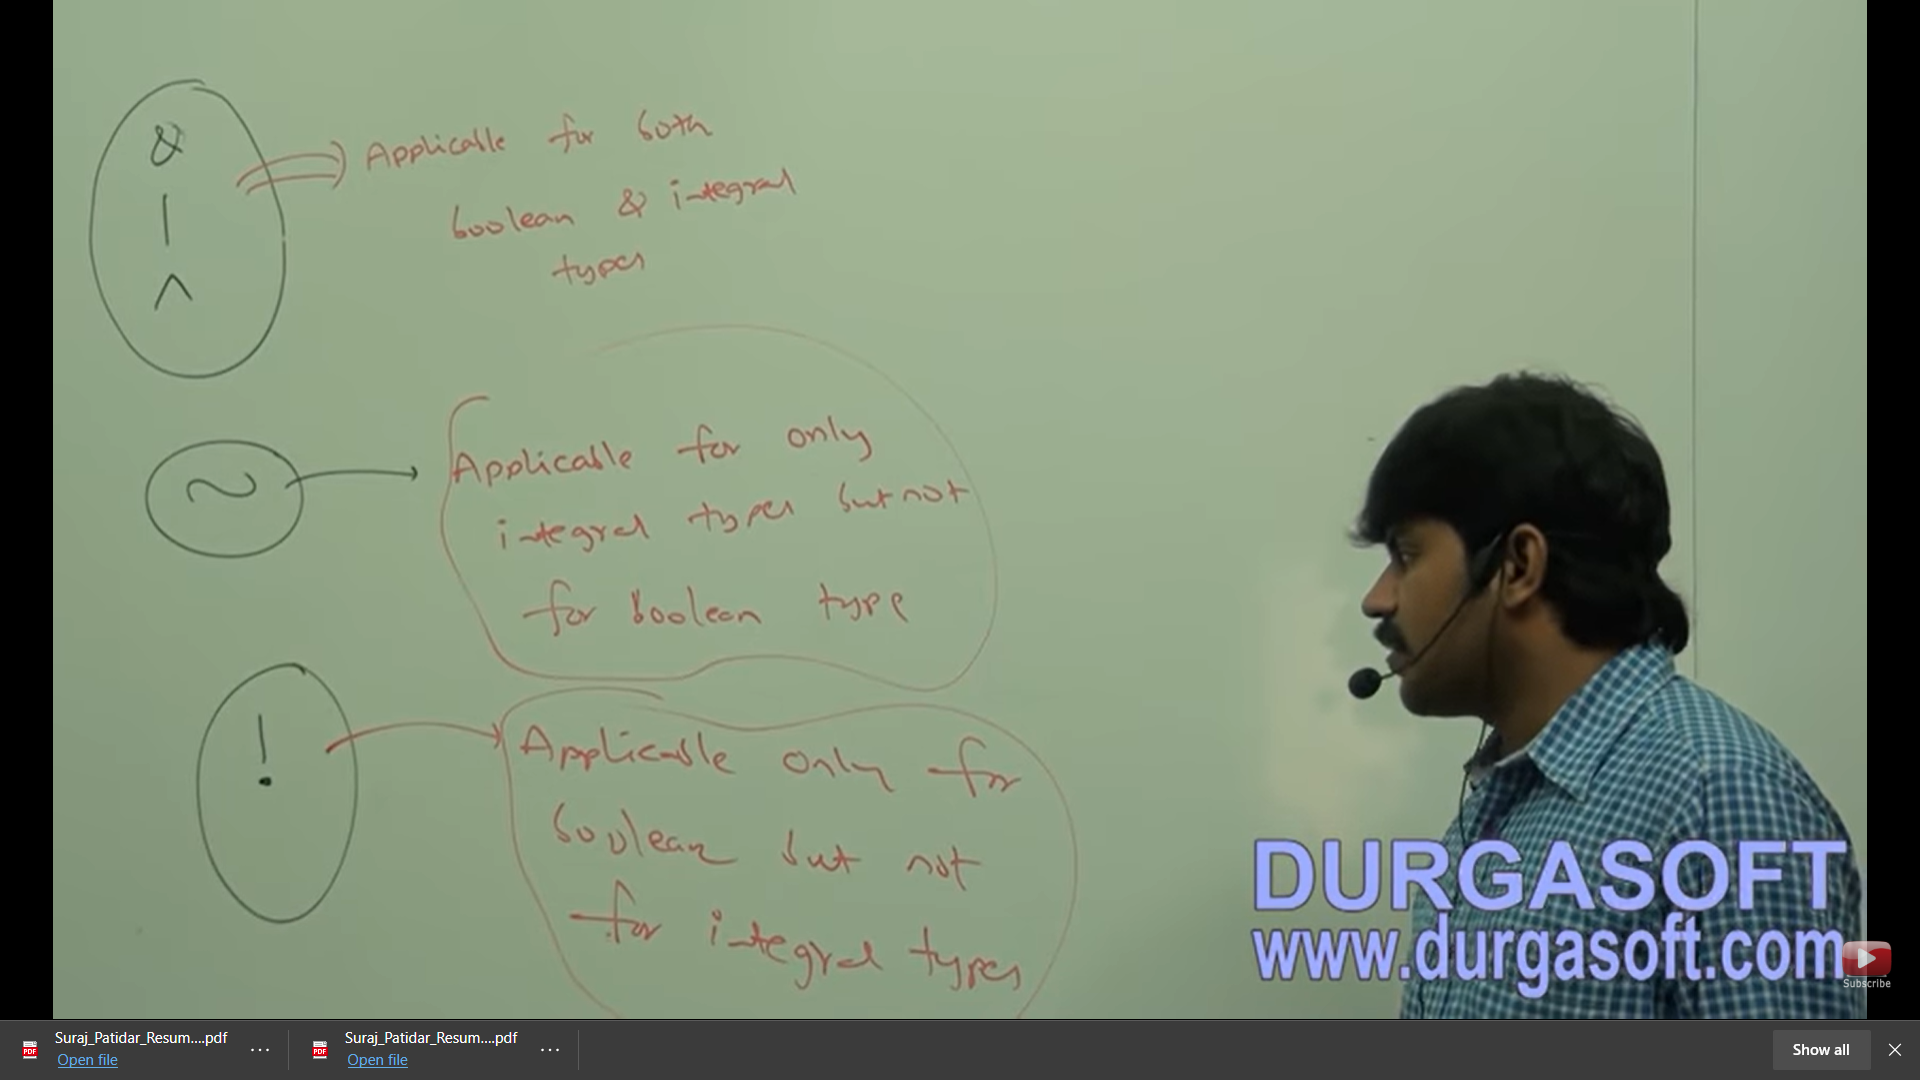 &
|
^
Applicable for both
boolean & integral
types
~
Applicable for only
integral types but not
for boolean type
!
Applicable only for
boolean but not
for integral types
DURGASOFT
www.durgasoft.com
Subscribe
Suraj_Patidar_Resum....pdf
Open file
Suraj_Patidar_Resum....pdf
Open file
Show all